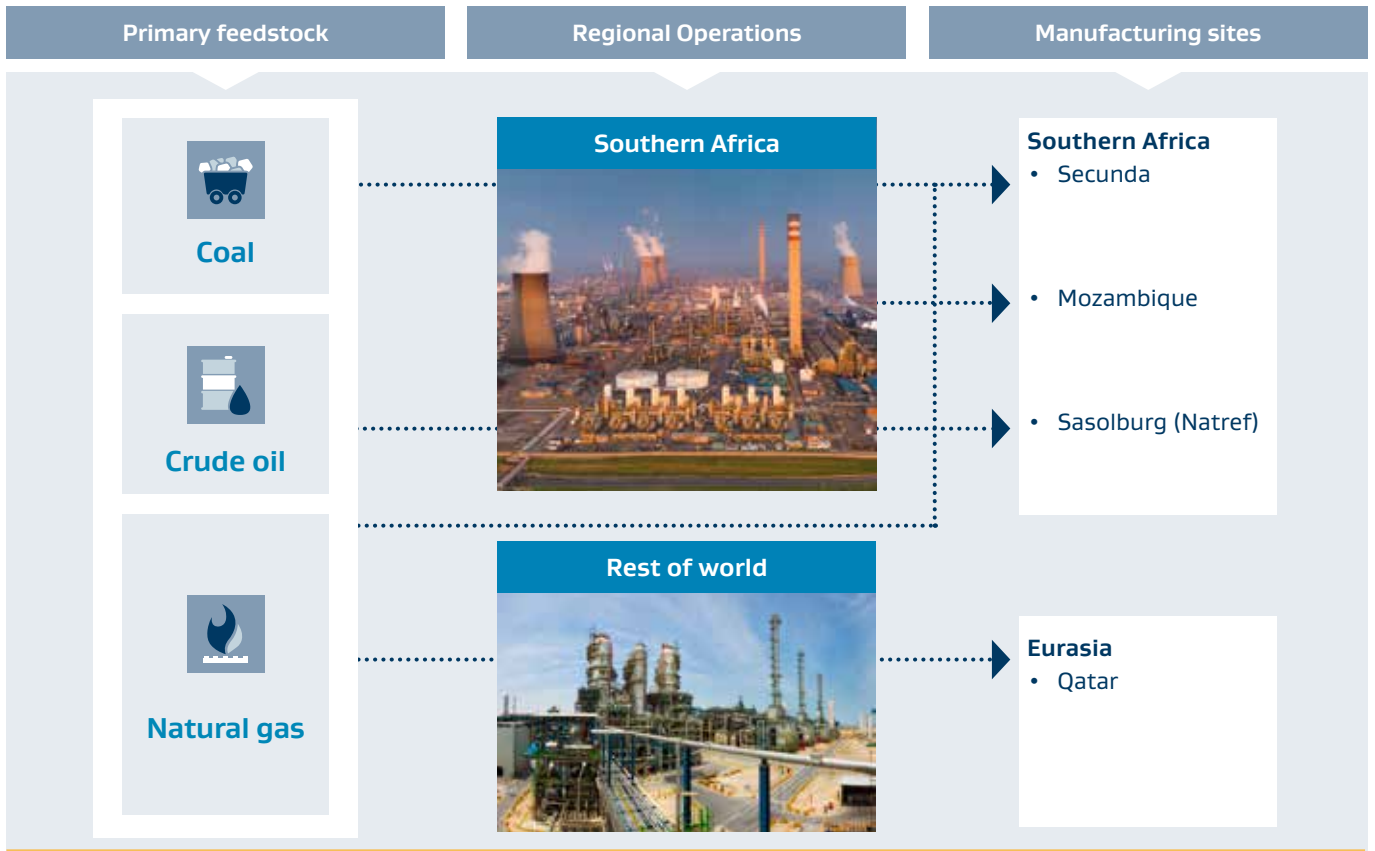 Primary feedstock
Regional Operations
Manufacturing sites
Coal
Crude oil
Natural gas
Southern Africa
Rest of world
Southern Africa
• Secunda
• Mozambique
• Sasolburg (Natref)
Eurasia
• Qatar